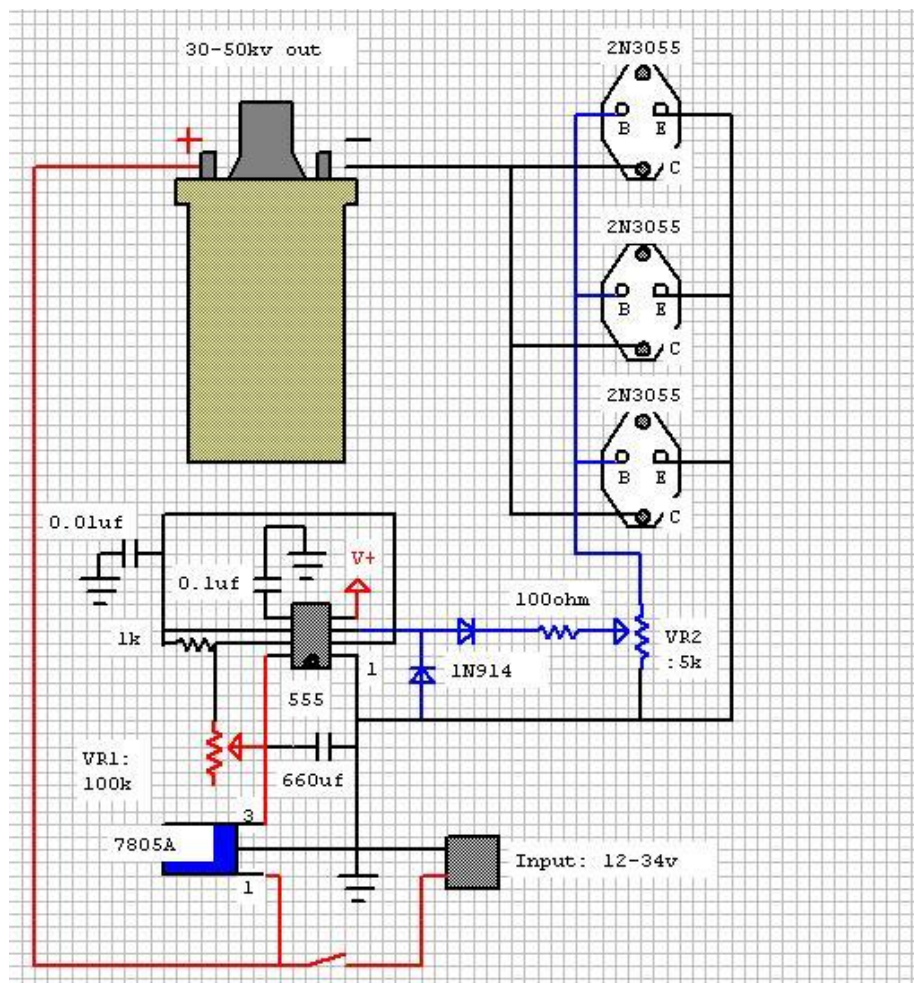 30-50kv out
+
-
2N3055
B E
C
2N3055
B E
C
2N3055
B E
C
0.01uf
0.1uf
V+
1k
100ohm
VR2
:5k
1N914
1
555
VR1:
100k
660uf
3
7805A
1
Input: 12-34v